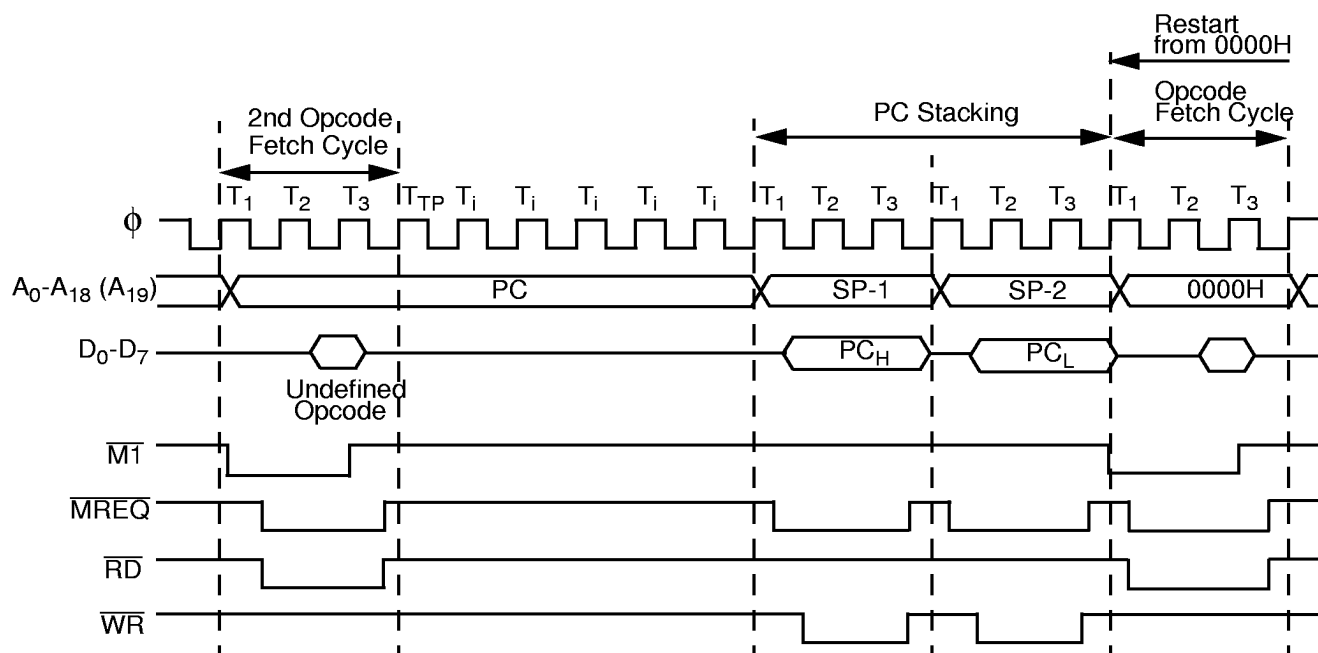 Restart
from 0000H
2nd Opcode
Fetch Cycle
PC Stacking
Opcode
Fetch Cycle
T1 T2 T3 TTP Ti Ti Ti Ti Ti T1 T2 T3 T1 T2 T3 T1 T2 T3
ϕ
A0-A18 (A19) PC SP-1 SP-2 0000H
D0-D7 PCH PCL
Undefined
Opcode
M1
MREQ
RD
WR